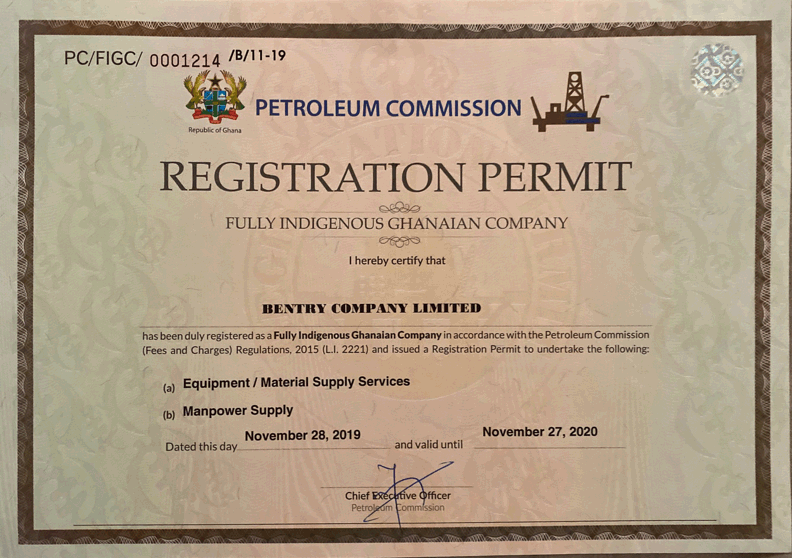 PC/FIGC/ 0001214 /B/11-19
Republic of Ghana
PETROLEUM COMMISSION
REGISTRATION PERMIT
FULLY INDIGENOUS GHANAIAN COMPANY
I hereby certify that
BENTRY COMPANY LIMITED
has been duly registered as a Fully Indigenous Ghanaian Company in accordance with the Petroleum Commission
(Fees and Charges) Regulations, 2015 (L.I. 2221) and issued a Registration Permit to undertake the following:
(a) Equipment / Material Supply Services
(b) Manpower Supply
Dated this day November 28, 2019 and valid until November 27, 2020
Chief Executive Officer
Petroleum Commission